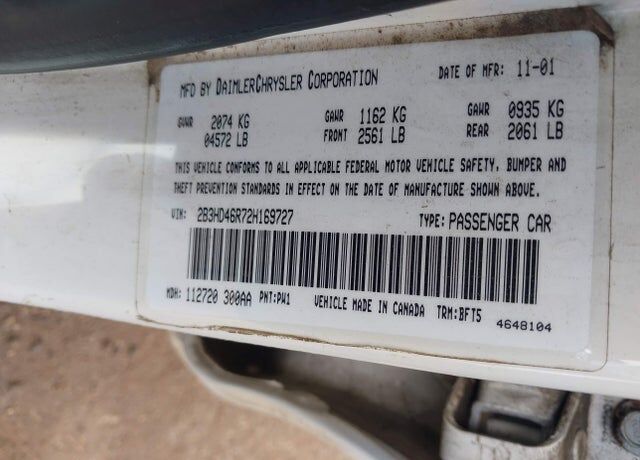 MFD BY DAIMLERCHRYSLER CORPORATION DATE OF MFR: 11-01
GVWR 2074 KG GAWR 1162 KG GAWR 0935 KG
04572 LB FRONT 2561 LB REAR 2061 LB
THIS VEHICLE CONFORMS TO ALL APPLICABLE FEDERAL MOTOR VEHICLE SAFETY, BUMPER AND
THEFT PREVENTION STANDARDS IN EFFECT ON THE DATE OF MANUFACTURE SHOWN ABOVE.
VIN: 2B3HD46R72H169727 TYPE: PASSENGER CAR
MDH: 112720 300AA PNT:PW1 VEHICLE MADE IN CANADA TRM:BFT5
4648104